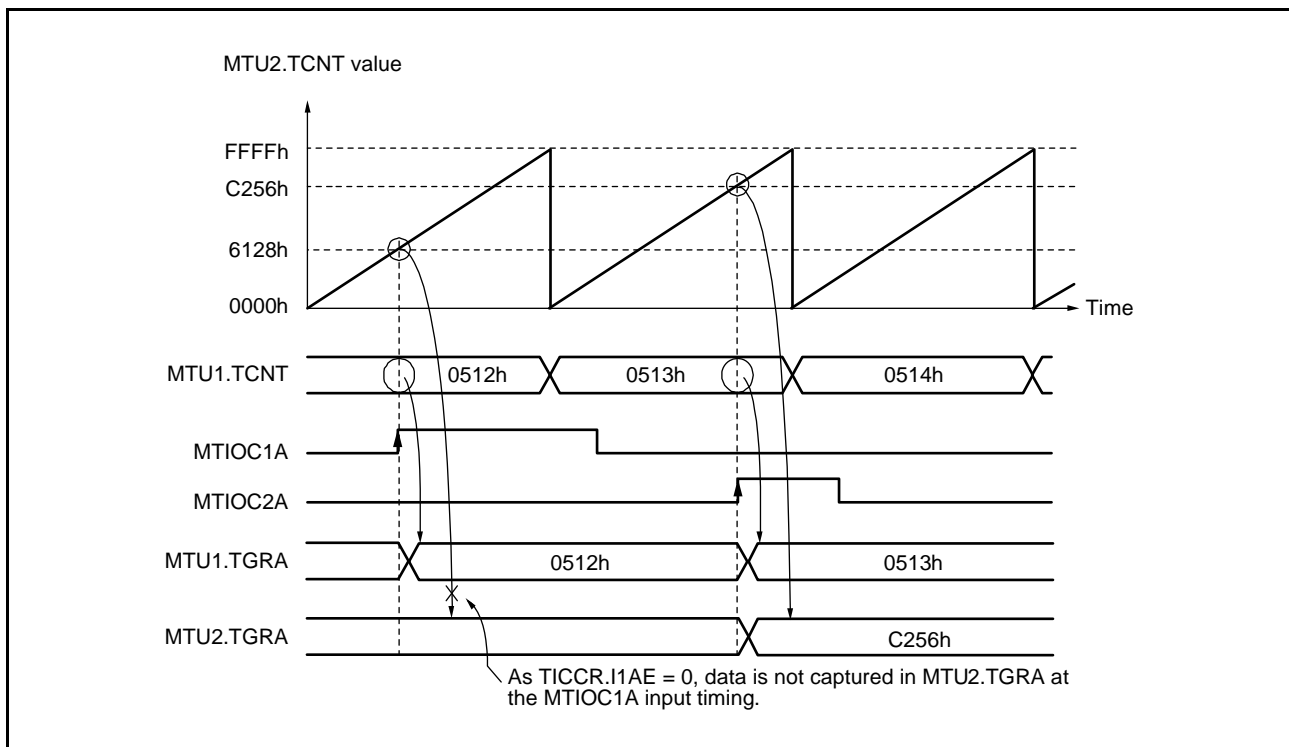 MTU2.TCNT value
FFFFh
C256h
6128h
0000h
Time
MTU1.TCNT
0512h
0513h
0514h
MTIOC1A
MTIOC2A
MTU1.TGRA
0512h
0513h
MTU2.TGRA
C256h
As TICCR.I1AE = 0, data is not captured in MTU2.TGRA at
the MTIOC1A input timing.